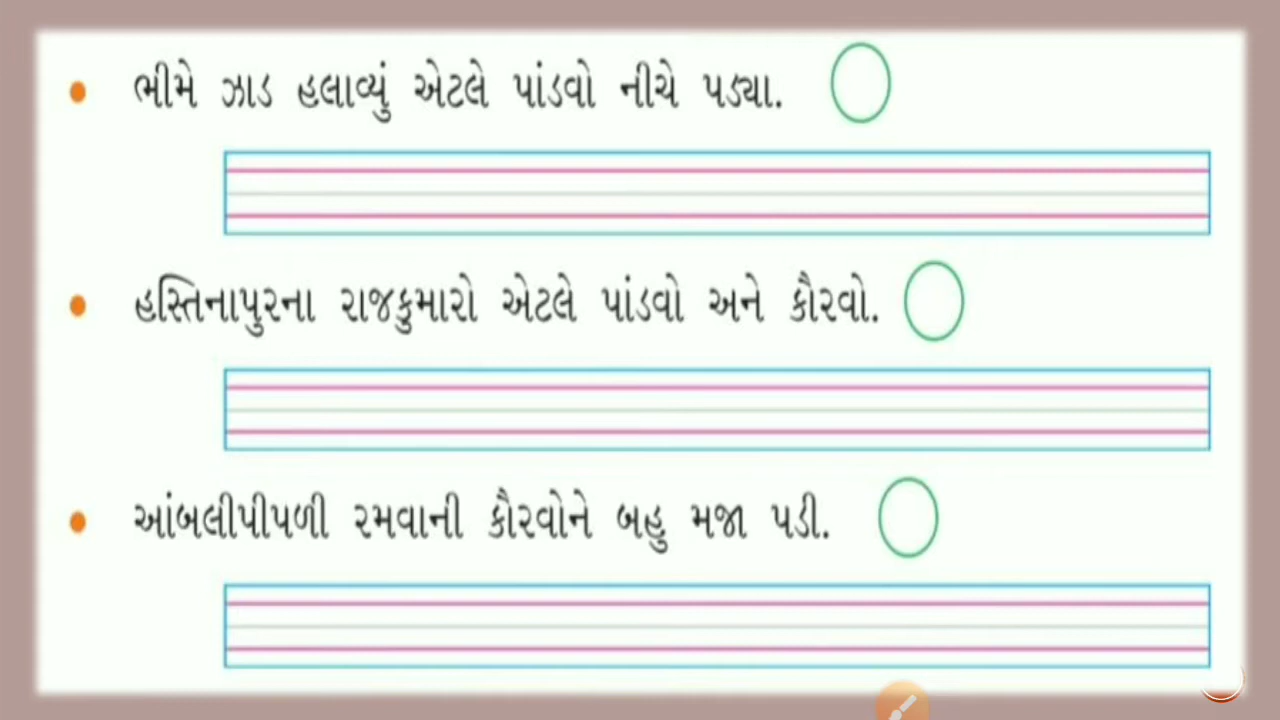 ભીમે ઝાડ હલાવ્યું એટલે પાંડવો નીચે પડ્યા.
હસ્તિનાપુરના રાજકુમારો એટલે પાંડવો અને કૌરવો.
આંબલીપીપળી રમવાની કૌરવોને બહુ મજા પડી.